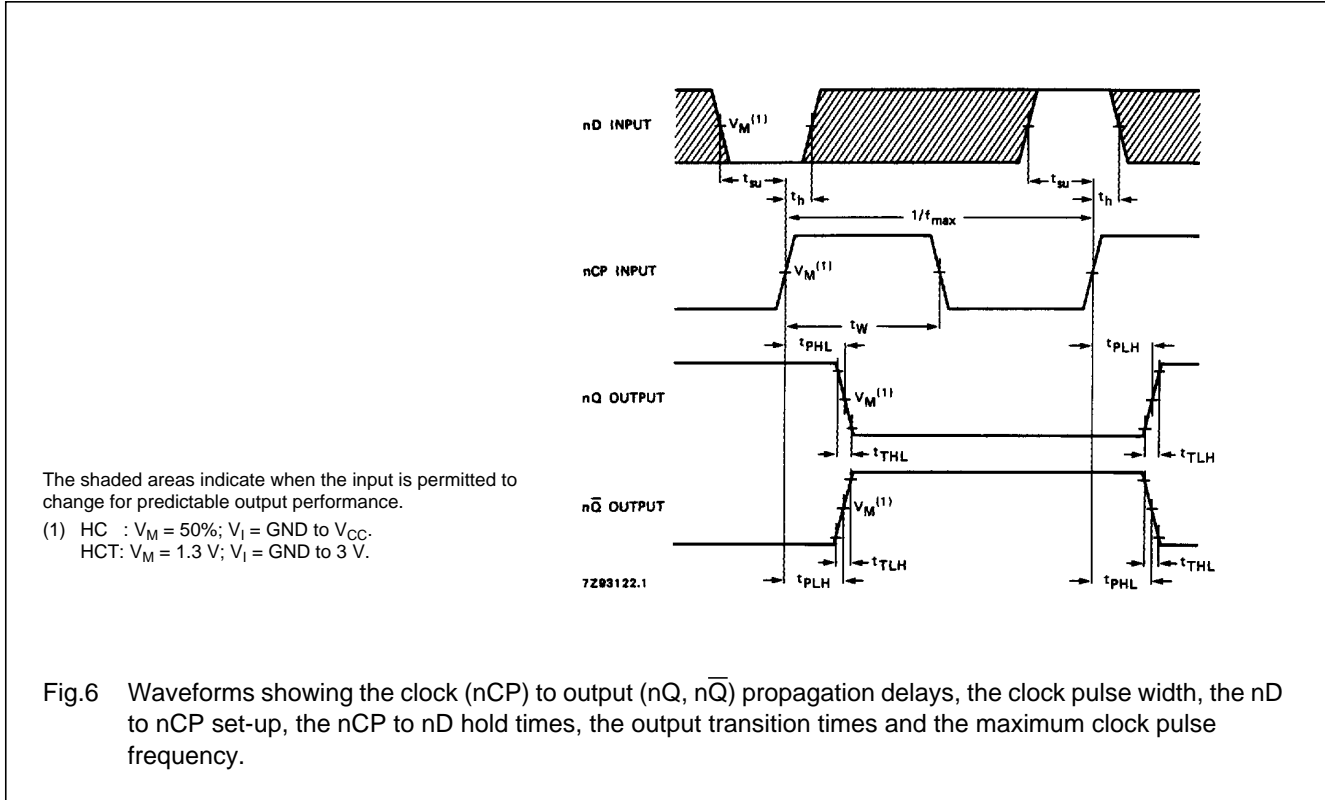 nD INPUT
V_M(1)
t_su
t_h
t_su
t_h
1/f_max
nCP INPUT
V_M(1)
t_W
t_PHL
t_PLH
nQ OUTPUT
V_M(1)
t_THL
t_TLH
nQ̅ OUTPUT
V_M(1)
t_TLH
t_THL
7Z93122.1
t_PLH
t_PHL
The shaded areas indicate when the input is permitted to
change for predictable output performance.
(1) HC : V_M = 50%; V_I = GND to V_CC.
HCT: V_M = 1.3 V; V_I = GND to 3 V.
Fig.6 Waveforms showing the clock (nCP) to output (nQ, nQ̅) propagation delays, the clock pulse width, the nD
to nCP set-up, the nCP to nD hold times, the output transition times and the maximum clock pulse
frequency.